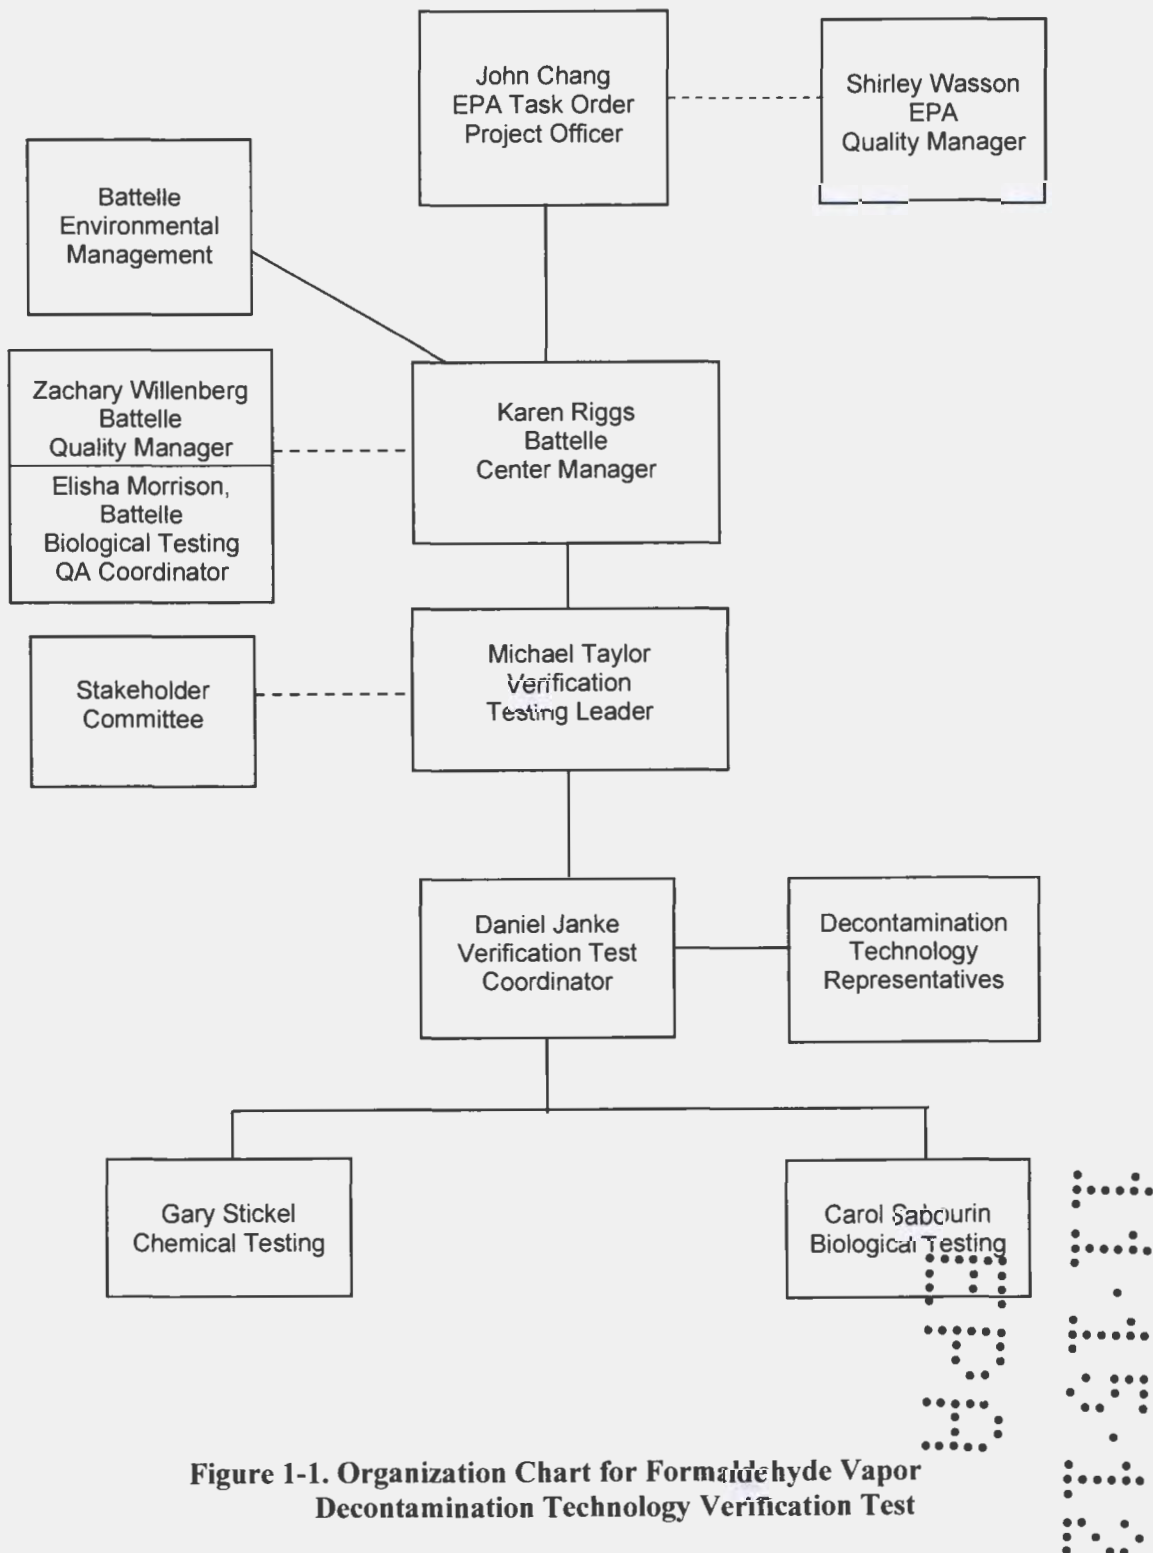 John Chang
EPA Task Order
Project Officer
Shirley Wasson
EPA
Quality Manager
Battelle
Environmental
Management
Zachary Willenberg
Battelle
Quality Manager
Elisha Morrison,
Battelle
Biological Testing
QA Coordinator
Karen Riggs
Battelle
Center Manager
Stakeholder
Committee
Michael Taylor
Verification
Testing Leader
Daniel Janke
Verification Test
Coordinator
Decontamination
Technology
Representatives
Gary Stickel
Chemical Testing
Carol Sabourin
Biological Testing
Figure 1-1. Organization Chart for Formaldehyde Vapor
Decontamination Technology Verification Test